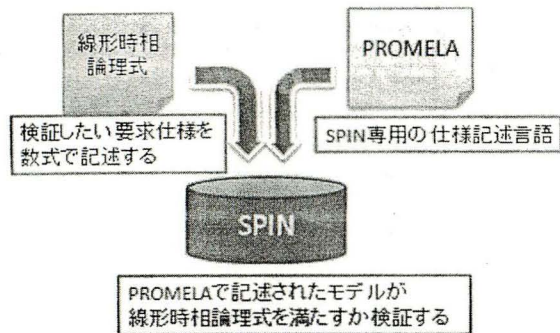 線形時相
論理式
PROMELA
検証したい要求仕様を
数式で記述する
SPIN専用の仕様記述言語
SPIN
PROMELAで記述されたモデルが
線形時相論理式を満たすか検証する